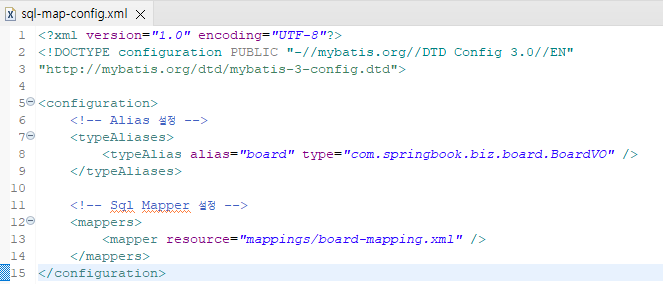 sql-map-config.xml
1 <?xml version="1.0" encoding="UTF-8"?>
2 <!DOCTYPE configuration PUBLIC "-//mybatis.org//DTD Config 3.0//EN"
3 "http://mybatis.org/dtd/mybatis-3-config.dtd">
4
5 <configuration>
6 <!-- Alias 설정 -->
7 <typeAliases>
8 <typeAlias alias="board" type="com.springbook.biz.board.BoardVO" />
9 </typeAliases>
10
11 <!-- Sql Mapper 설정 -->
12 <mappers>
13 <mapper resource="mappings/board-mapping.xml" />
14 </mappers>
15 </configuration>